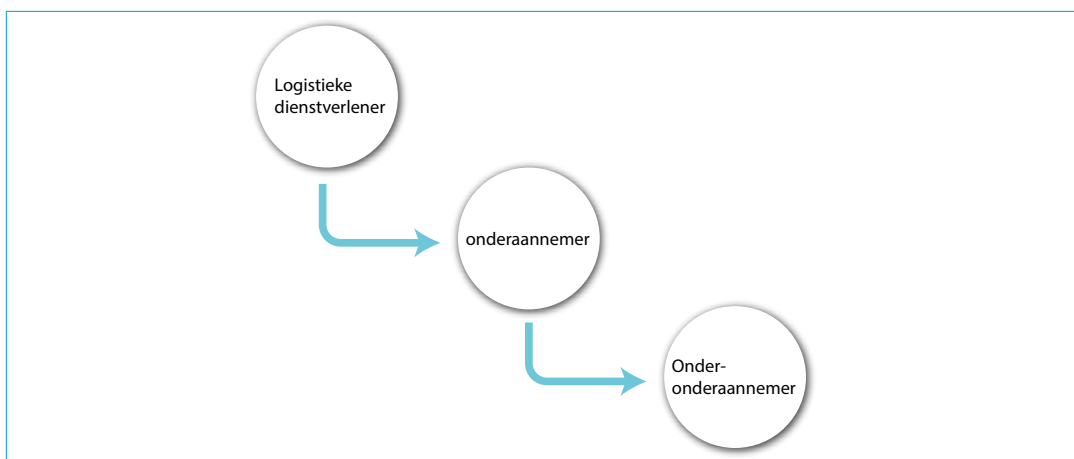 Logistieke
dienstverlener
onderaannemer
Onder-
onderaannemer